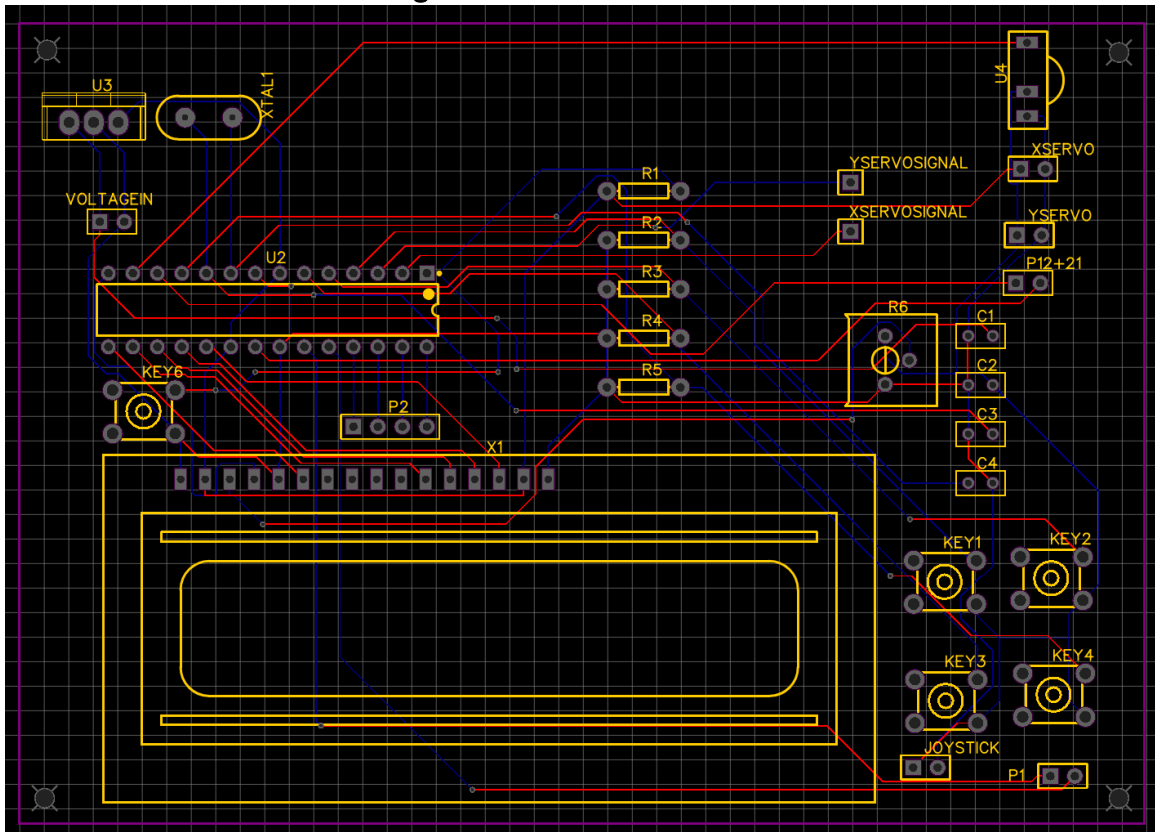 U3
XTAL1
U4
VOLTAGEIN
R1
YSERVOSIGNAL
XSERVO
R2
XSERVOSIGNAL
YSERVO
U2
R3
P12+21
R4
R6
C1
KEY6
R5
C2
P2
C3
X1
C4
KEY1
KEY2
KEY3
KEY4
JOYSTICK
P1